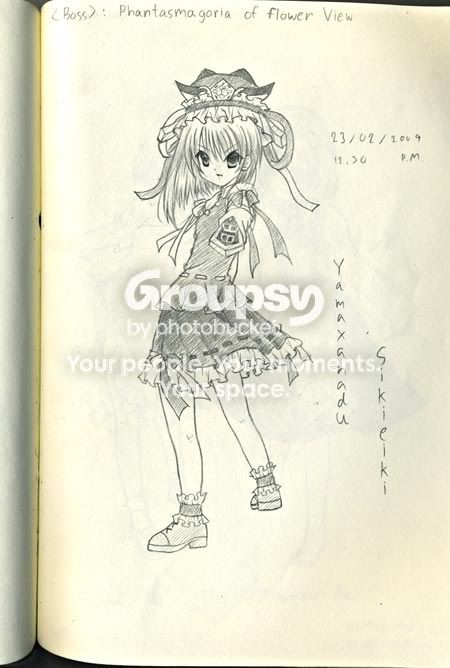 (Boss): Phantasmagoria of flower View
23/02/2009
12.30 P.M.
Yamaxanadu
Sikieiki
Groupsy
by photobucket
Your people. Your moments.
Your space.